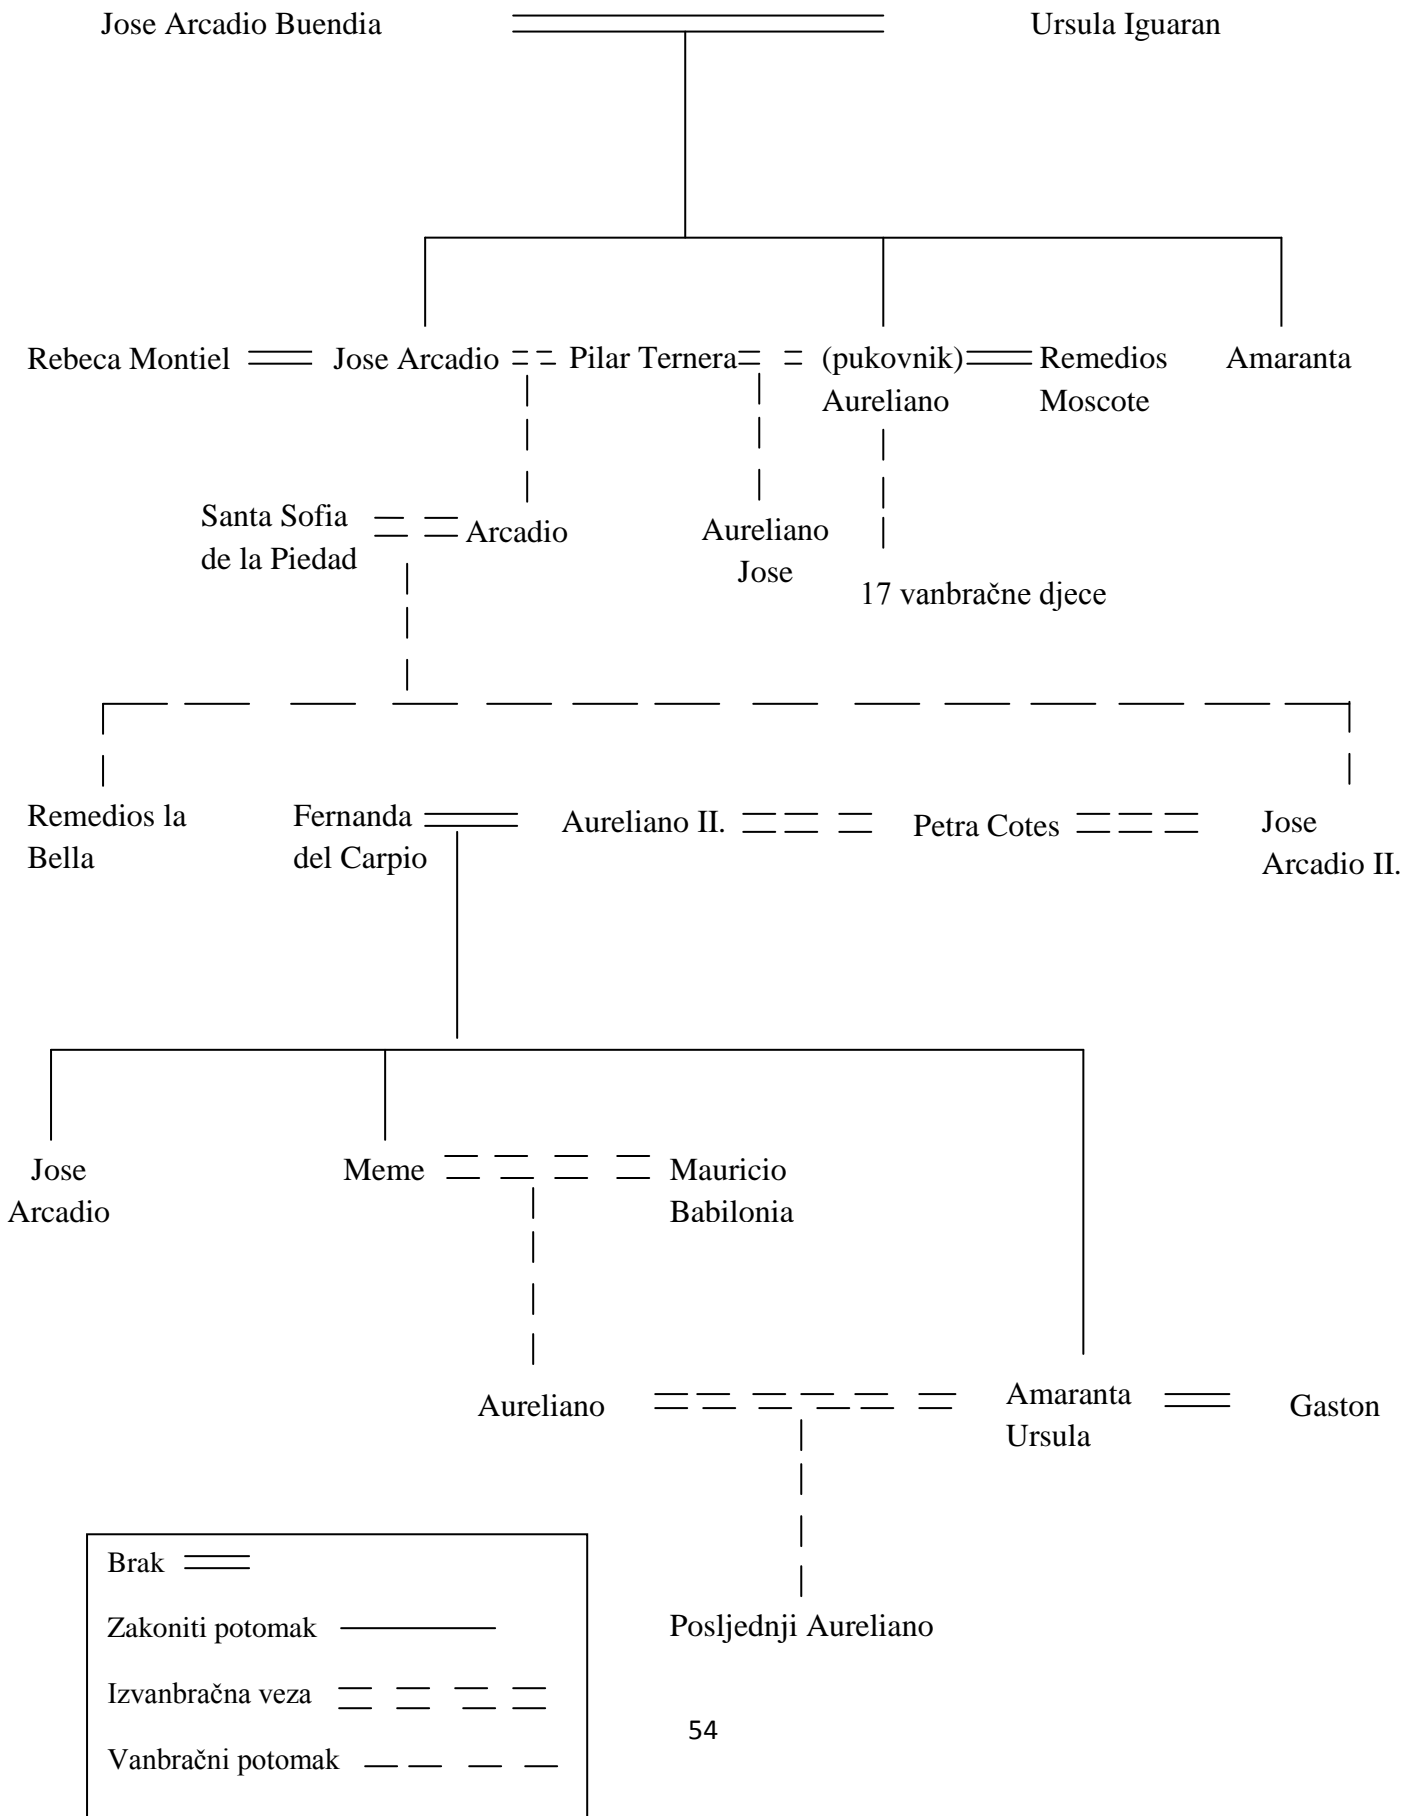 Jose Arcadio Buendia
Ursula Iguaran
Rebeca Montiel
Jose Arcadio
Pilar Ternera
(pukovnik)
Aureliano
Remedios
Moscote
Amaranta
Santa Sofia
de la Piedad
Arcadio
Aureliano
Jose
17 vanbračne djece
Remedios la
Bella
Fernanda
del Carpio
Aureliano II.
Petra Cotes
Jose
Arcadio II.
Jose
Arcadio
Meme
Mauricio
Babilonia
Aureliano
Amaranta
Ursula
Gaston
Posljednji Aureliano
Brak
Zakoniti potomak
Izvanbračna veza
Vanbračni potomak
54